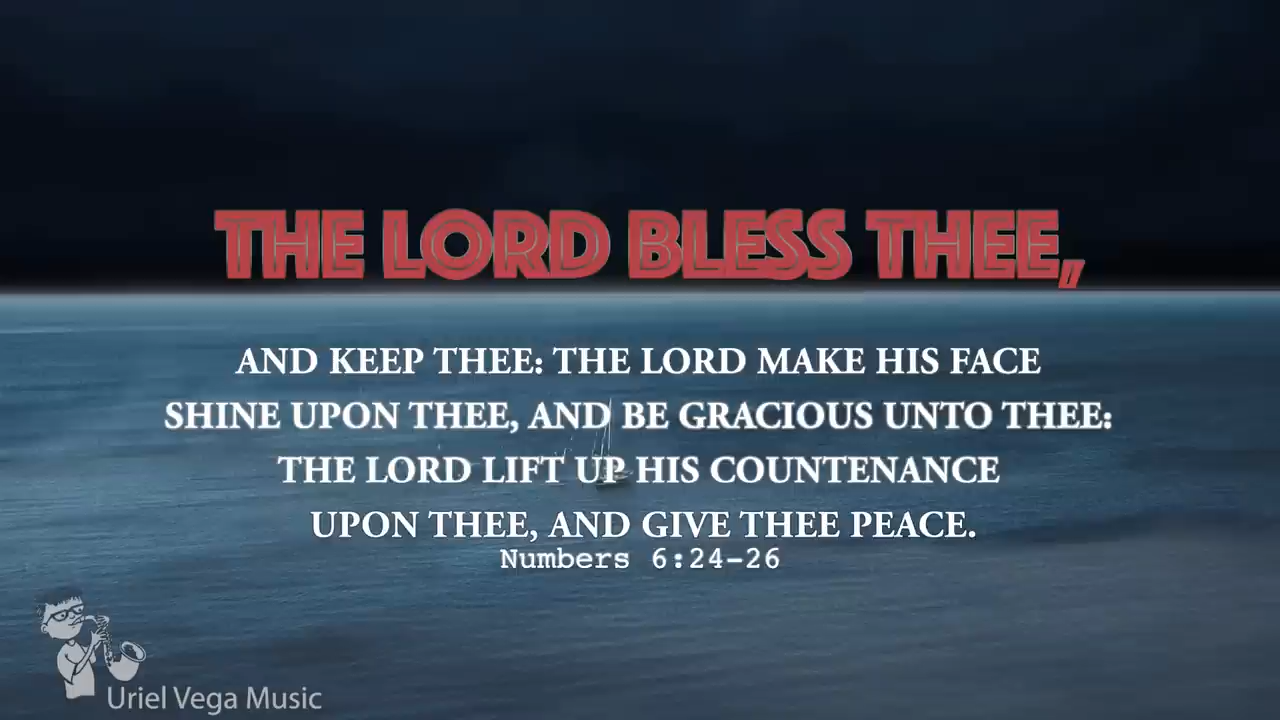 THE LORD BLESS THEE,
AND KEEP THEE: THE LORD MAKE HIS FACE
SHINE UPON THEE, AND BE GRACIOUS UNTO THEE:
THE LORD LIFT UP HIS COUNTENANCE
UPON THEE, AND GIVE THEE PEACE.
Numbers 6:24-26
Uriel Vega Music